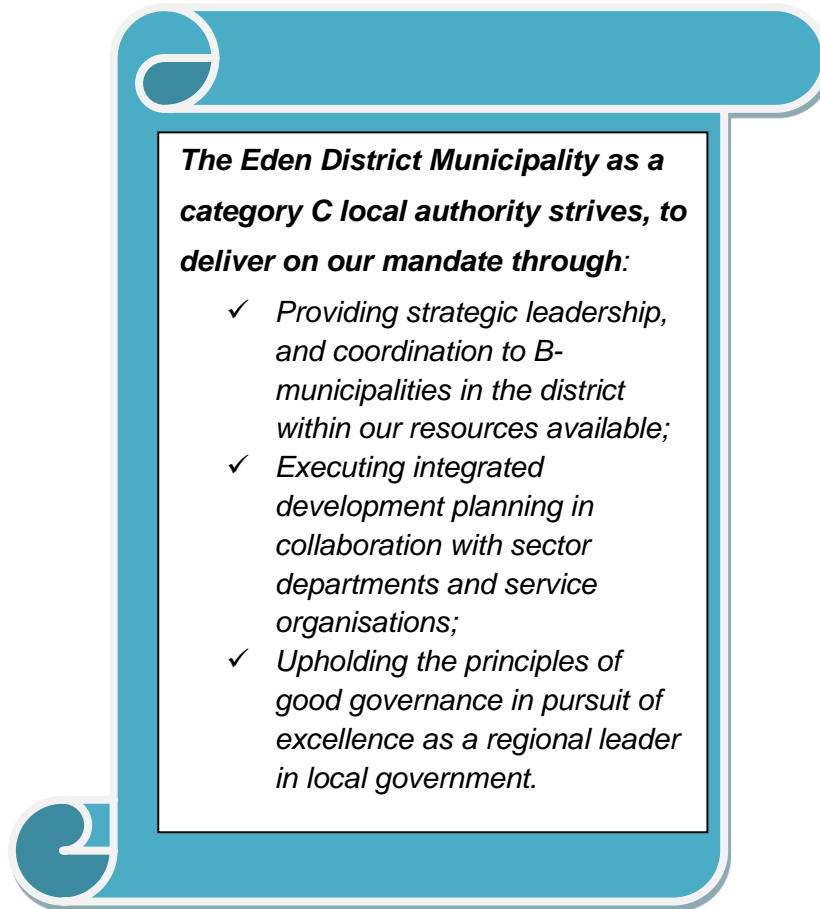 The Eden District Municipality as a
category C local authority strives, to
deliver on our mandate through:
✓ Providing strategic leadership,
and coordination to B-
municipalities in the district
within our resources available;
✓ Executing integrated
development planning in
collaboration with sector
departments and service
organisations;
✓ Upholding the principles of
good governance in pursuit of
excellence as a regional leader
in local government.